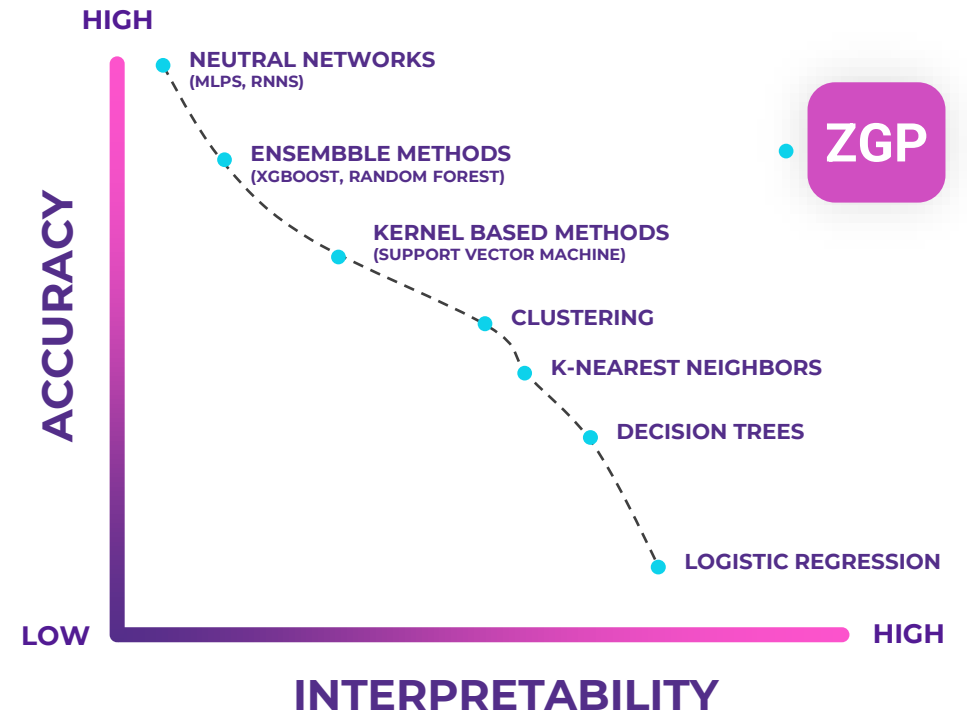 HIGH
NEUTRAL NETWORKS
(MLPS, RNNS)
ENSEMBBLE METHODS
(XGBOOST, RANDOM FOREST)
ZGP
KERNEL BASED METHODS
(SUPPORT VECTOR MACHINE)
ACCURACY
CLUSTERING
K-NEAREST NEIGHBORS
DECISION TREES
LOGISTIC REGRESSION
LOW
HIGH
INTERPRETABILITY